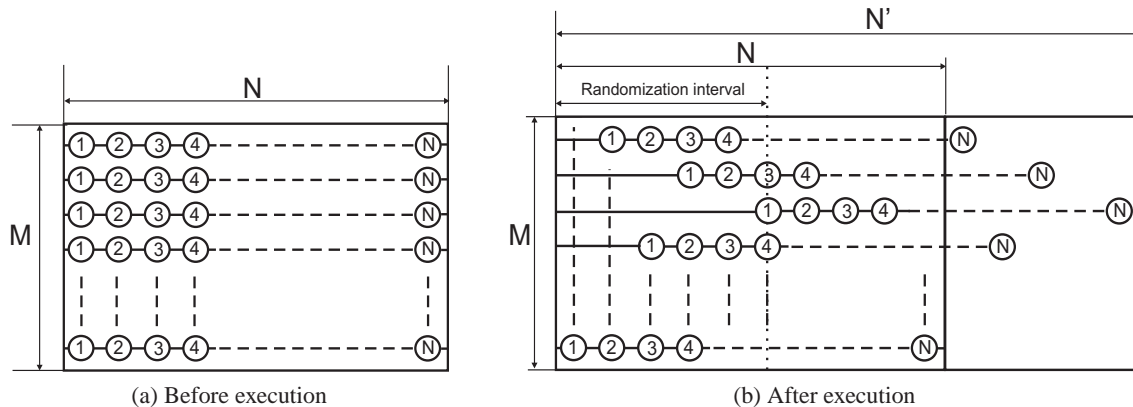 N
M
1 2 3 4 N
1 2 3 4 N
1 2 3 4 N
1 2 3 4 N
1 2 3 4 N
(a) Before execution
N'
N
Randomization interval
M
1 2 3 4 N
1 2 3 4 N
1 2 3 4 N
1 2 3 4 N
1 2 3 4 N
(b) After execution